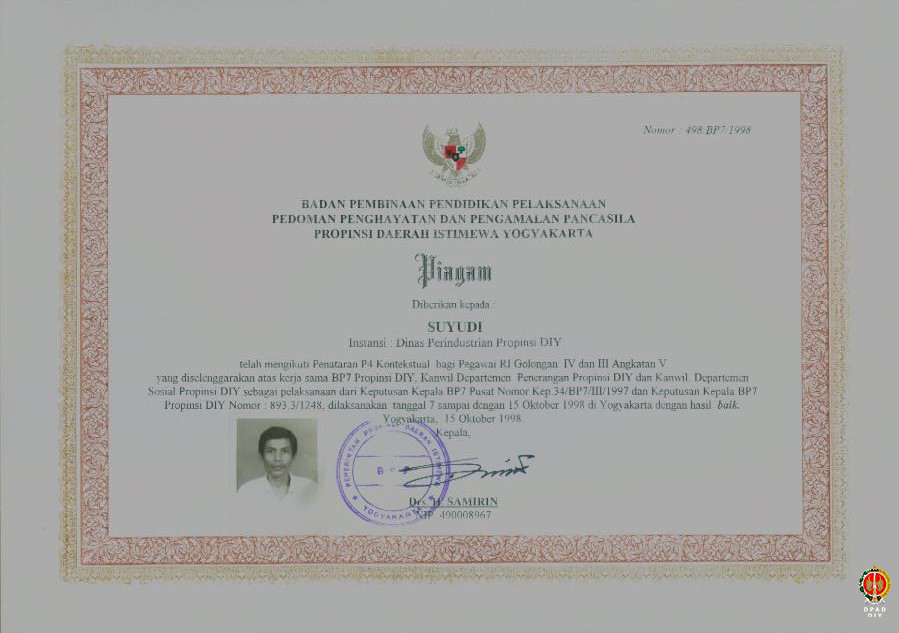 Nomor : 498/BP7/1998
BADAN PEMBINAAN PENDIDIKAN PELAKSANAAN
PEDOMAN PENGHAYATAN DAN PENGAMALAN PANCASILA
PROPINSI DAERAH ISTIMEWA YOGYAKARTA
Piagam
Diberikan kepada :
SUYUDI
Instansi : Dinas Perindustrian Propinsi DIY
telah mengikuti Penataran P4 Kontekstual bagi Pegawai RI Golongan IV dan III Angkatan V
yang diselenggarakan atas kerja sama BP7 Propinsi DIY, Kanwil Departemen Penerangan Propinsi DIY dan Kanwil. Departemen
Sosial Propinsi DIY sebagai pelaksanaan dari Keputusan Kepala BP7 Pusat Nomor Kep.34/BP7/III/1997 dan Keputusan Kepala BP7
Propinsi DIY Nomor : 893.3/1248, dilaksanakan tanggal 7 sampai dengan 15 Oktober 1998 di Yogyakarta dengan hasil baik.
Yogyakarta, 15 Oktober 1998
Kepala,
PEMERINTAH PROPINSI DAERAH ISTIMEWA
YOGYAKARTA
Drs. H. SAMIRIN
NIP. 490008967
DPAD
DIY